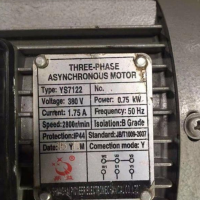 THREE-PHASE
ASYNCHRONOUS MOTOR
Type: YS7122 No.
Voltage: 380 V Power: 0.75 kW
Current: 1.75 A Frequency: 50 Hz
Speed: 2800r/min Isolation: B Grade
Protection: IP44 Standard: JB/T1009-2007
Date: Y M Connection mode: Y